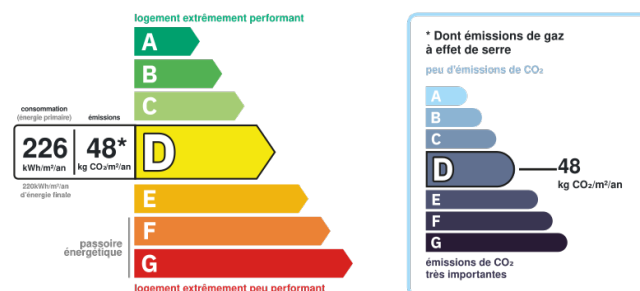 logement extrêmement performant
A
B
C
consommation
(énergie primaire)
émissions
226
kWh/m²/an
48*
kg CO₂/m²/an
D
220kWh/m²/an
d'énergie finale
E
F
G
passoire
énergétique
logement extrêmement peu performant
* Dont émissions de gaz
à effet de serre
peu d'émissions de CO₂
A
B
C
D
48
kg CO₂/m²/an
E
F
G
émissions de CO₂
très importantes